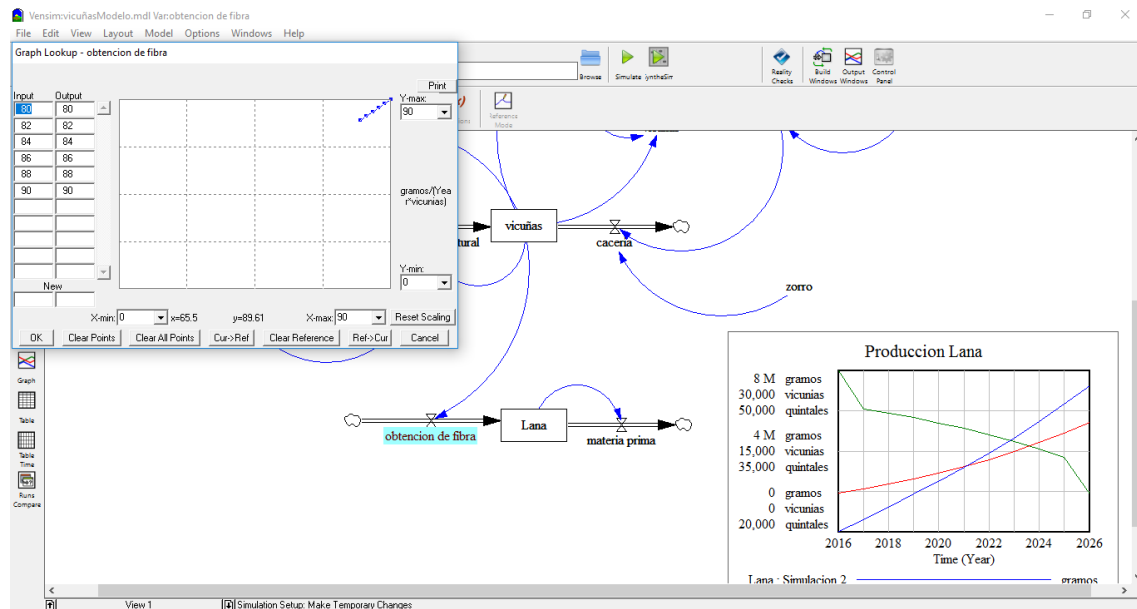 Vensim:vicuñasModelo.mdl Var:obtencion de fibra
File Edit View Layout Model Options Windows Help
Graph Lookup - obtencion de fibra
Print
Browse
Simulate
SyntheSim
Reality Checks
Build Windows
Output Windows
Control Panel
Reference Mode
Input Output
80 80
82 82
84 84
86 86
88 88
90 90
New
Y-max:
90
gramos/(Yea
r*vicunias)
Y-min:
0
X-min: 0 x=65.5 y=89.61 X-max: 90 Reset Scaling
OK Clear Points Clear All Points Cur->Ref Clear Reference Ref->Cur Cancel
Graph
Table
Table
Time
Runs
Compare
tural
vicuñas
caceria
zorro
obtencion de fibra
Lana
materia prima
Produccion Lana
8 M gramos
30,000 vicunias
50,000 quintales
4 M gramos
15,000 vicunias
35,000 quintales
0 gramos
0 vicunias
20,000 quintales
2016 2018 2020 2022 2024 2026
Time (Year)
Lana : Simulacion 2 gramos
View 1
Simulation Setup: Make Temporary Changes